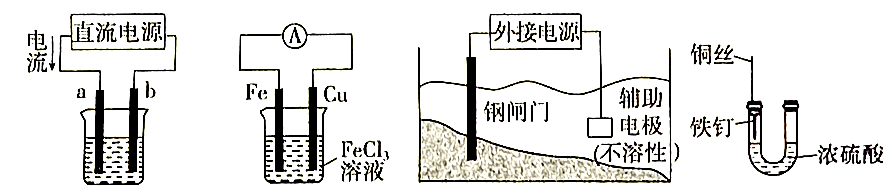 直流电源
电流
a
b
A
Fe
Cu
FeCl₃
溶液
外接电源
钢闸门
辅助
电极
(不溶性)
铜丝
铁钉
浓硫酸